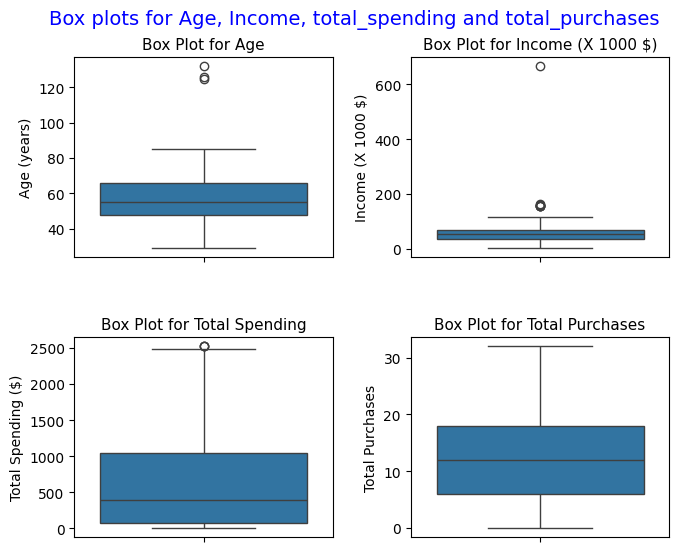 Box plots for Age, Income, total_spending and total_purchases
Box Plot for Age
Age (years)
120
100
80
60
40
Box Plot for Income (X 1000 $)
Income (X 1000 $)
600
400
200
0
Box Plot for Total Spending
Total Spending ($)
2500
2000
1500
1000
500
0
Box Plot for Total Purchases
Total Purchases
30
20
10
0